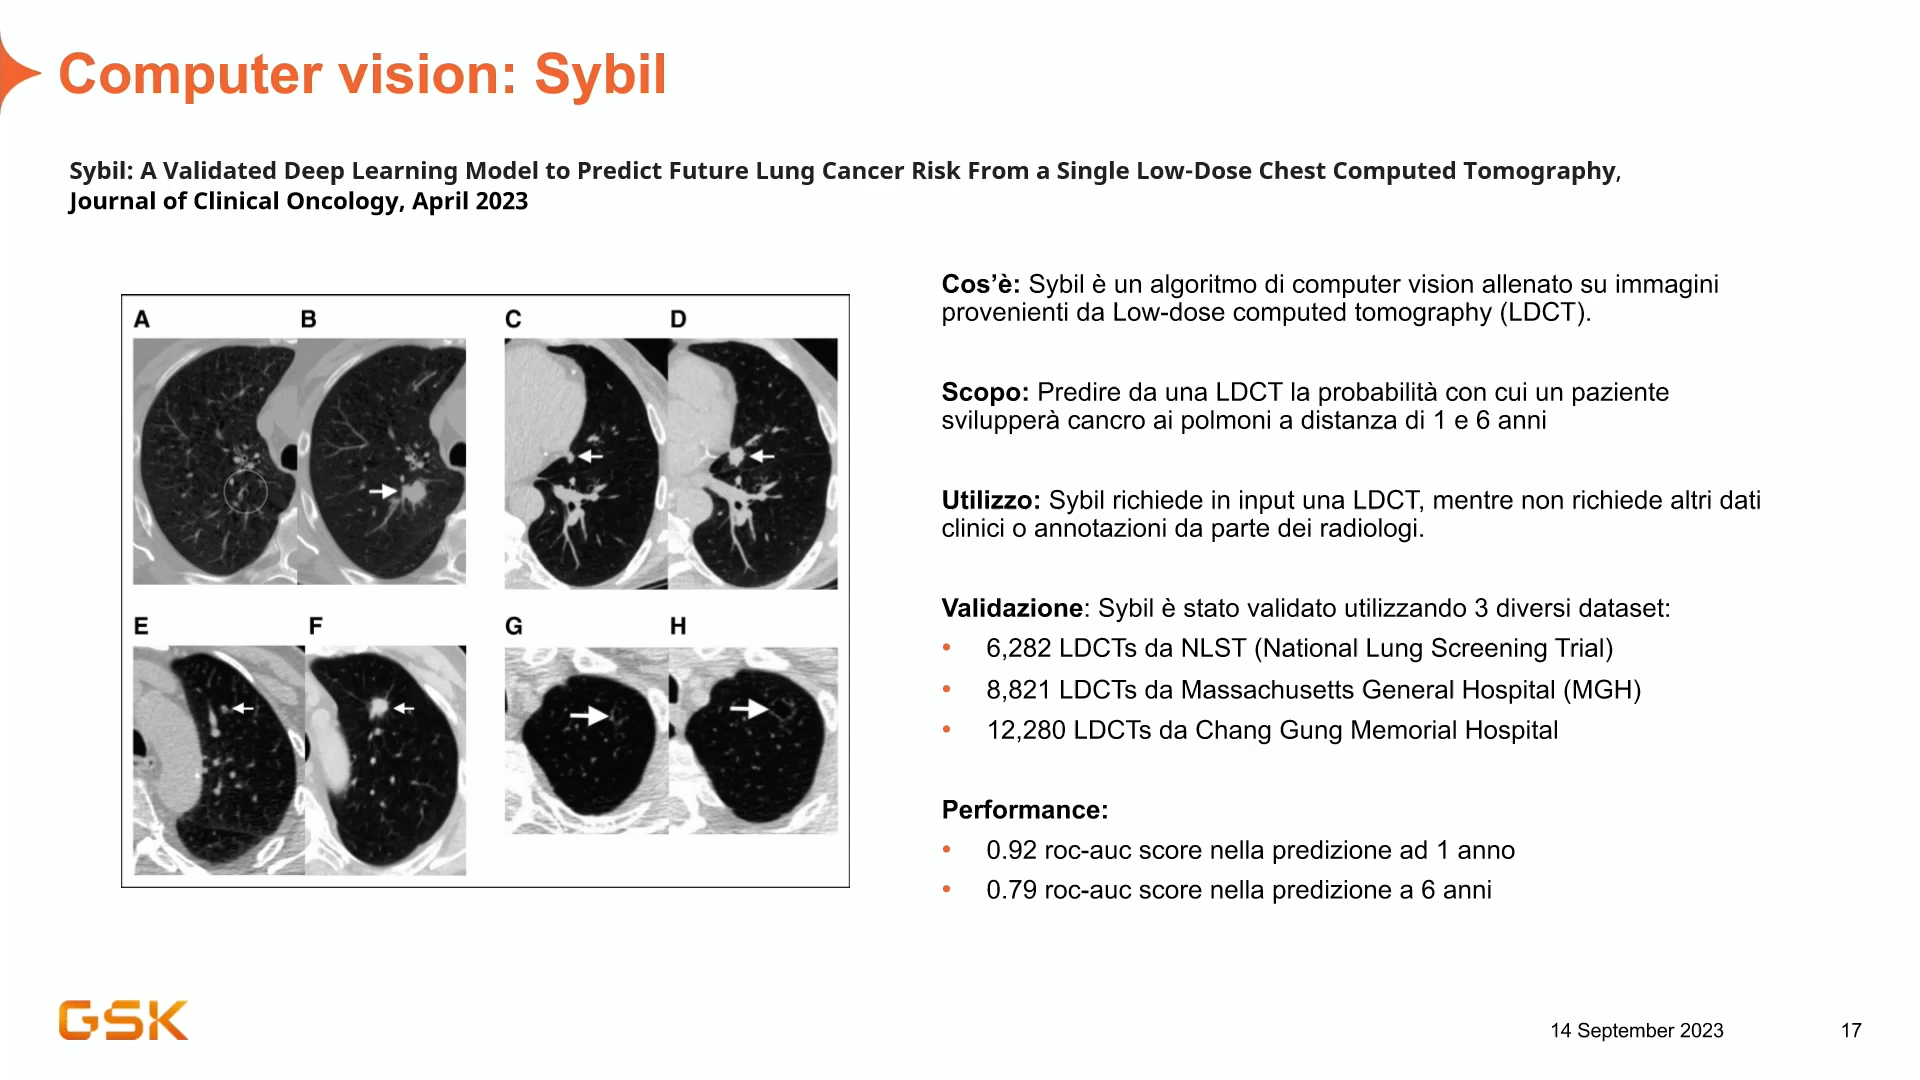 Computer vision: Sybil
Sybil: A Validated Deep Learning Model to Predict Future Lung Cancer Risk From a Single Low-Dose Chest Computed Tomography,
Journal of Clinical Oncology, April 2023
A B C D
E F G H
Cos’è: Sybil è un algoritmo di computer vision allenato su immagini
provenienti da Low-dose computed tomography (LDCT).
Scopo: Predire da una LDCT la probabilità con cui un paziente
svilupperà cancro ai polmoni a distanza di 1 e 6 anni
Utilizzo: Sybil richiede in input una LDCT, mentre non richiede altri dati
clinici o annotazioni da parte dei radiologi.
Validazione: Sybil è stato validato utilizzando 3 diversi dataset:
• 6,282 LDCTs da NLST (National Lung Screening Trial)
• 8,821 LDCTs da Massachusetts General Hospital (MGH)
• 12,280 LDCTs da Chang Gung Memorial Hospital
Performance:
• 0.92 roc-auc score nella predizione ad 1 anno
• 0.79 roc-auc score nella predizione a 6 anni
GSK
14 September 2023 17